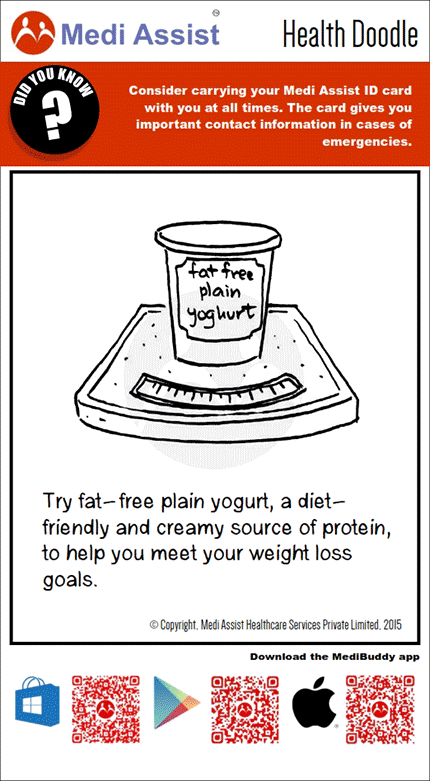 Medi Assist
Health Doodle
DID YOU KNOW
?
Consider carrying your Medi Assist ID card
with you at all times. The card gives you
important contact information in cases of
emergencies.
fat free
plain
yoghurt
Try fat-free plain yogurt, a diet-
friendly and creamy source of protein,
to help you meet your weight loss
goals.
© Copyright, Medi Assist Healthcare Services Private Limited, 2015
Download the MediBuddy app